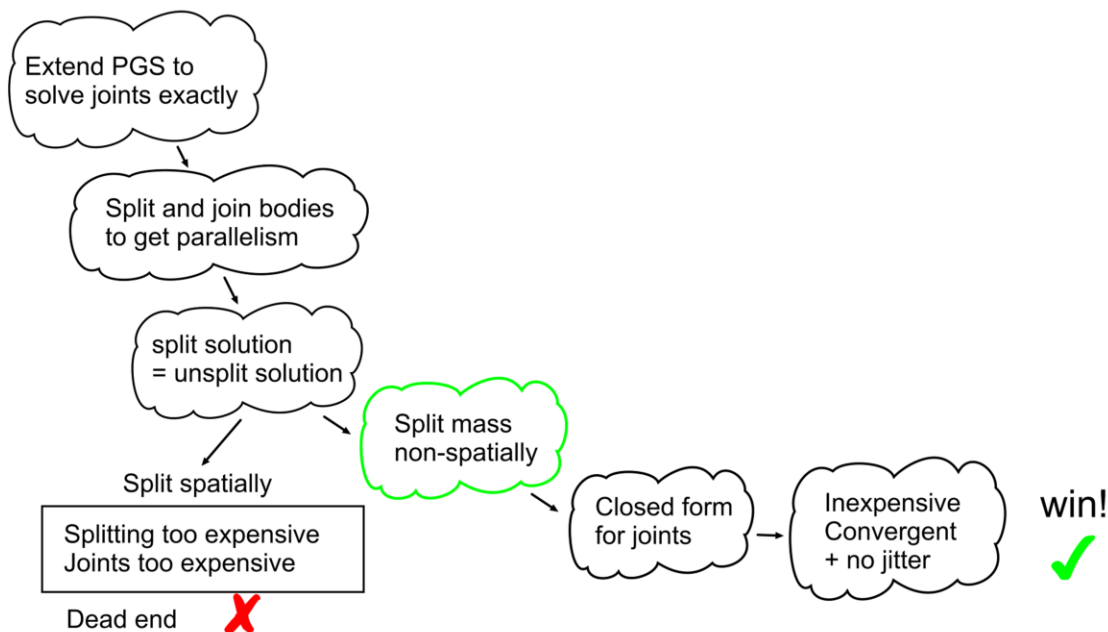 Extend PGS to
solve joints exactly
Split and join bodies
to get parallelism
split solution
= unsplit solution
Split mass
non-spatially
Split spatially
Splitting too expensive
Joints too expensive
Dead end
Closed form
for joints
Inexpensive
Convergent
+ no jitter
win!